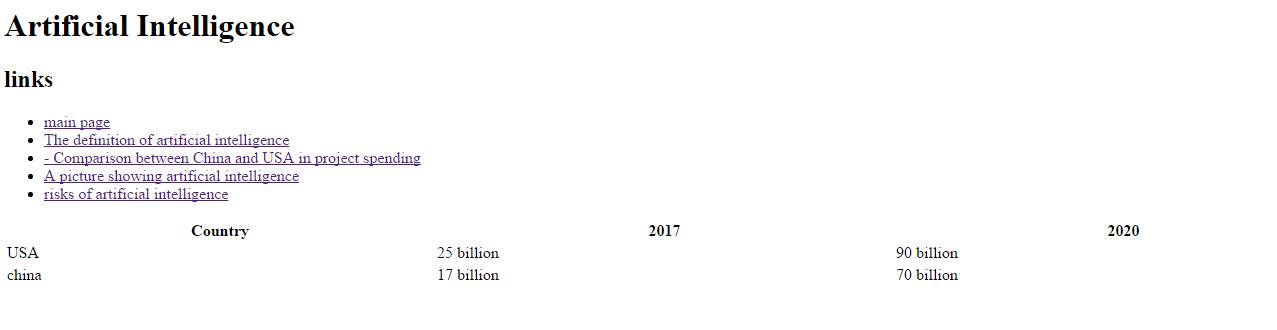 Artificial Intelligence
links
main page
The definition of artificial intelligence
- Comparison between China and USA in project spending
A picture showing artificial intelligence
risks of artificial intelligence
Country 2017 2020
USA 25 billion 90 billion
china 17 billion 70 billion